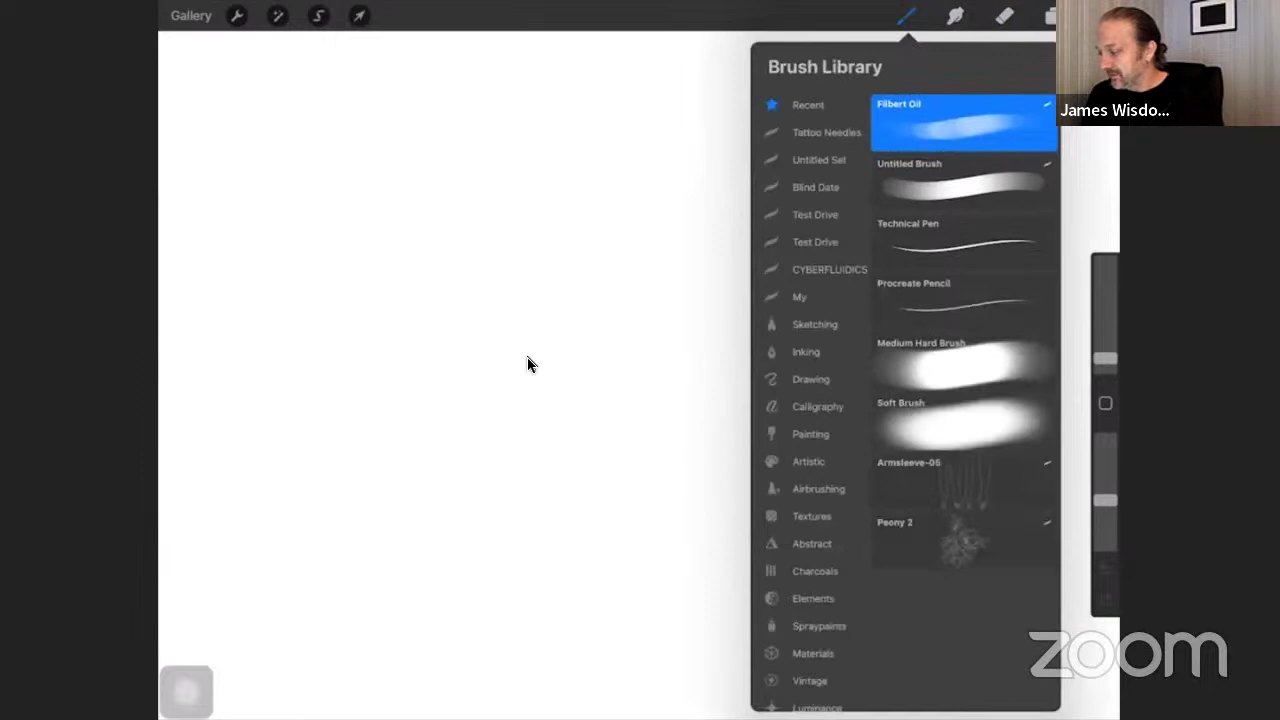 Gallery
Brush Library
Recent
Tattoo Needles
Untitled Set
Blind Date
Test Drive
Test Drive
CYBERFLUIDICS
My
Sketching
Inking
Drawing
Calligraphy
Painting
Artistic
Airbrushing
Textures
Abstract
Charcoals
Elements
Spraypaints
Materials
Vintage
Luminance
Filbert Oil
Untitled Brush
Technical Pen
Procreate Pencil
Medium Hard Brush
Soft Brush
Armsleeve-05
Peony 2
James Wisdo...
zoom